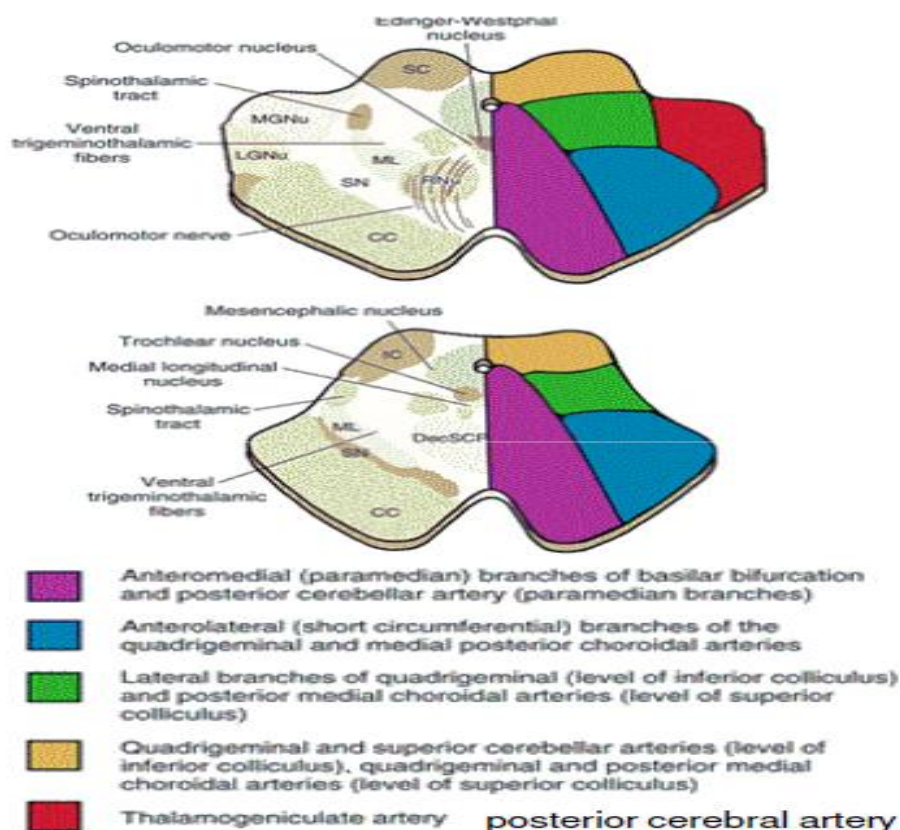 Edinger-Westphal
nucleus
Oculomotor nucleus
SC
Spinothalamic
tract
MGNu
Ventral
trigeminothalamic
fibers
LGNu
ML
SN
RNu
Oculomotor nerve
CC
Mesencephalic nucleus
Trochlear nucleus
IC
Medial longitudinal
nucleus
Spinothalamic
tract
ML
DecSCP
SN
Ventral
trigeminothalamic
fibers
CC
Anteromedial (paramedian) branches of basilar bifurcation
and posterior cerebellar artery (paramedian branches)
Anterolateral (short circumferential) branches of the
quadrigeminal and medial posterior choroidal arteries
Lateral branches of quadrigeminal (level of inferior colliculus)
and posterior medial choroidal arteries (level of superior
colliculus)
Quadrigeminal and superior cerebellar arteries (level of
inferior colliculus), quadrigeminal and posterior medial
choroidal arteries (level of superior colliculus)
Thalamogeniculate artery posterior cerebral artery